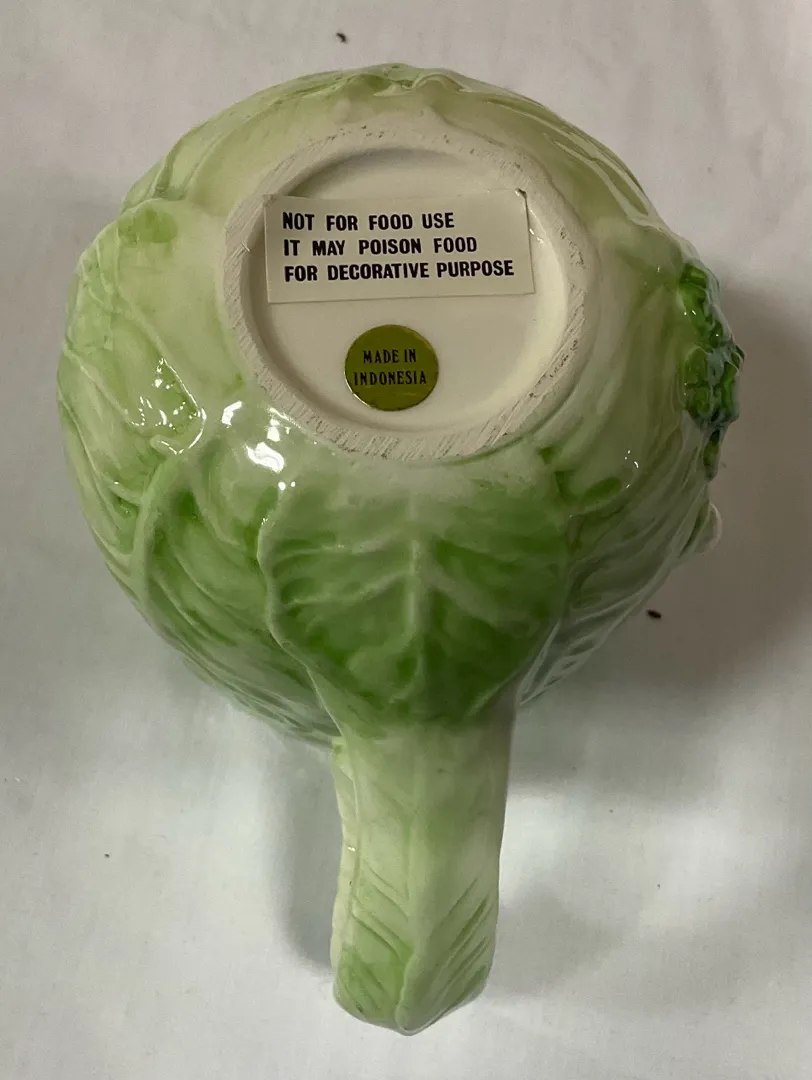 NOT FOR FOOD USE
IT MAY POISON FOOD
FOR DECORATIVE PURPOSE
MADE IN
INDONESIA